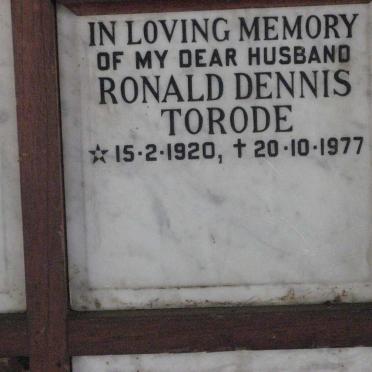 IN LOVING MEMORY
OF MY DEAR HUSBAND
RONALD DENNIS
TORODE
☆ 15·2·1920, ✝ 20·10·1977